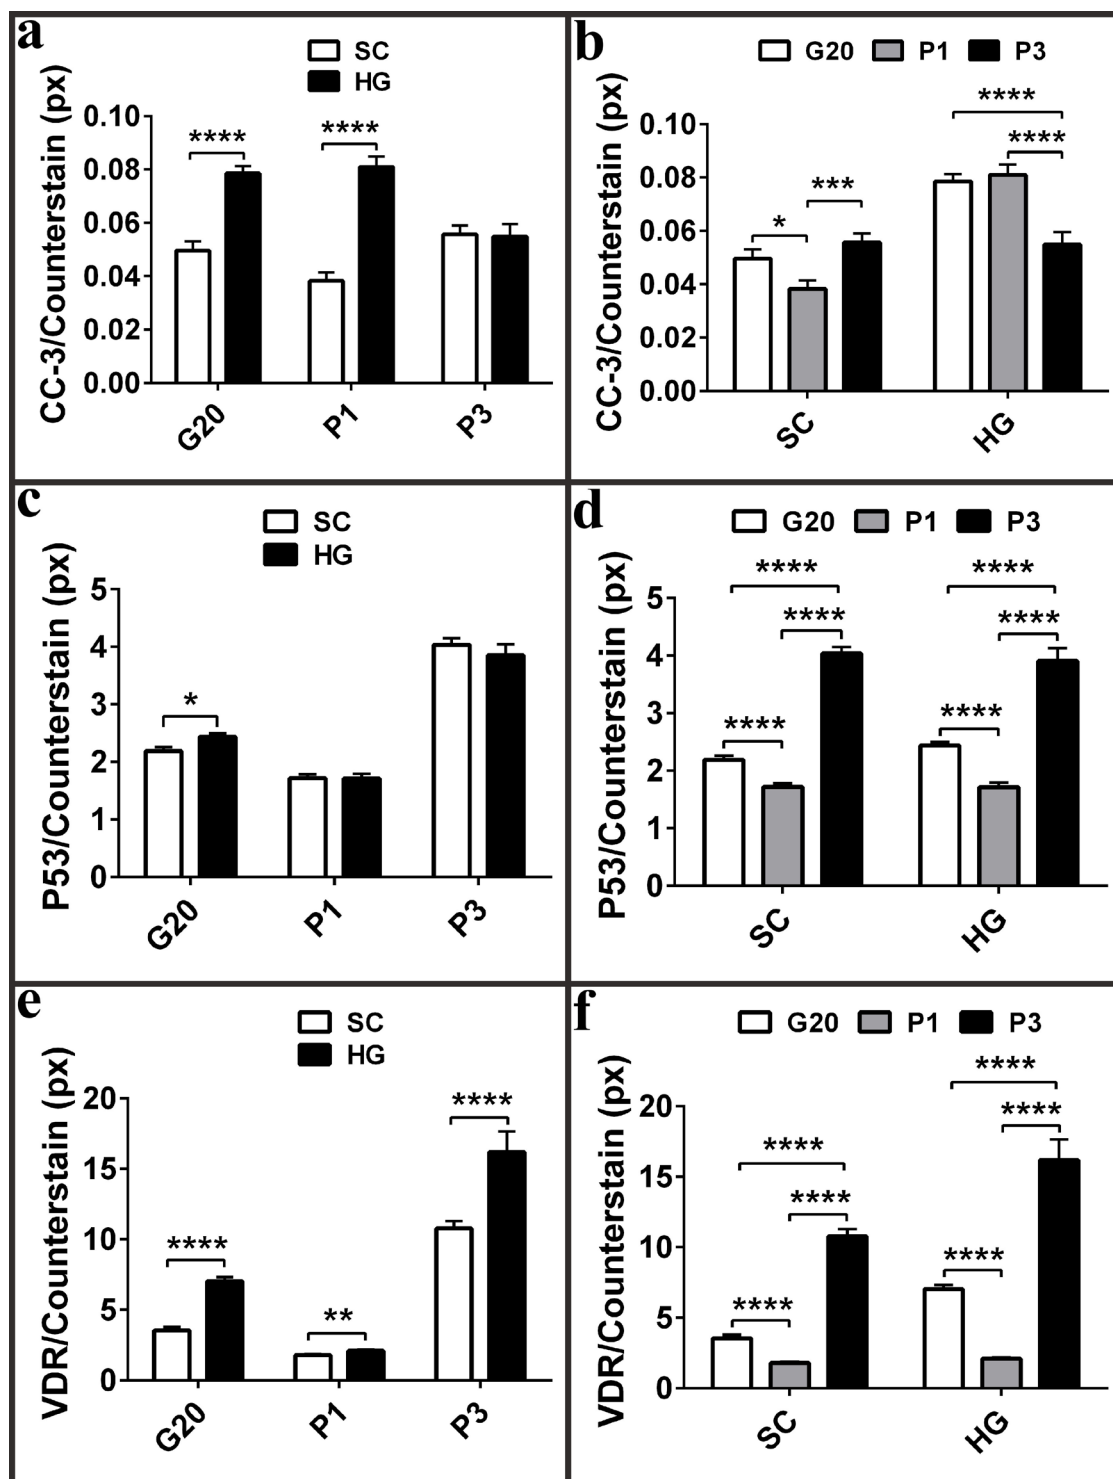 a
SC
HG
CC-3/Counterstain (px)
0.10
0.08
0.06
0.04
0.02
0.00
****
****
G20
P1
P3
b
G20 P1 P3
CC-3/Counterstain (px)
0.10
0.08
0.06
0.04
0.02
0.00
****
****
***
*
SC
HG
c
SC
HG
P53/Counterstain (px)
5
4
3
2
1
0
*
G20
P1
P3
d
G20 P1 P3
P53/Counterstain (px)
5
4
3
2
1
0
****
****
****
****
****
****
SC
HG
e
SC
HG
VDR/Counterstain (px)
20
15
10
5
0
****
**
****
G20
P1
P3
f
G20 P1 P3
VDR/Counterstain (px)
20
15
10
5
0
****
****
****
****
****
****
SC
HG